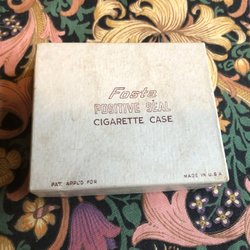 Fosta
POSITIVE SEAL
CIGARETTE CASE
PAT. APPL'D FOR MADE IN U.S.A.